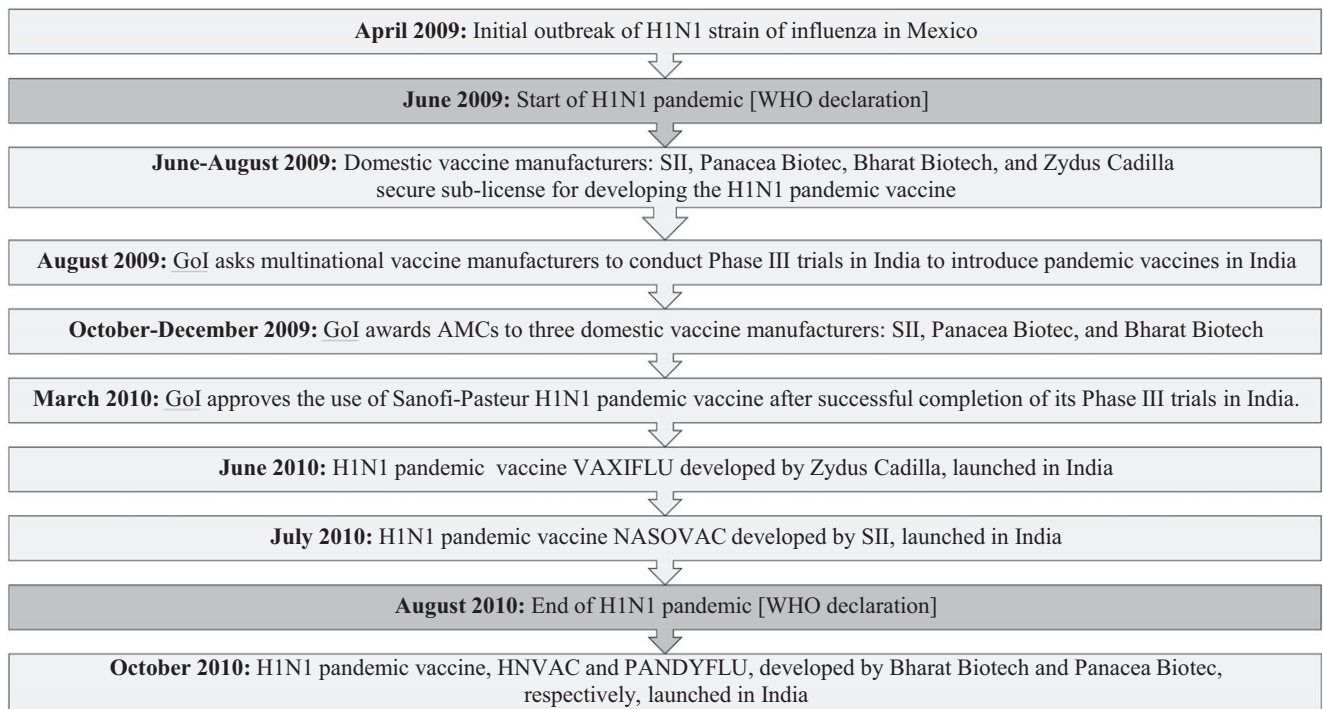 April 2009: Initial outbreak of H1N1 strain of influenza in Mexico
June 2009: Start of H1N1 pandemic [WHO declaration]
June-August 2009: Domestic vaccine manufacturers: SII, Panacea Biotec, Bharat Biotech, and Zydus Cadilla
secure sub-license for developing the H1N1 pandemic vaccine
August 2009: GoI asks multinational vaccine manufacturers to conduct Phase III trials in India to introduce pandemic vaccines in India
October-December 2009: GoI awards AMCs to three domestic vaccine manufacturers: SII, Panacea Biotec, and Bharat Biotech
March 2010: GoI approves the use of Sanofi-Pasteur H1N1 pandemic vaccine after successful completion of its Phase III trials in India.
June 2010: H1N1 pandemic vaccine VAXIFLU developed by Zydus Cadilla, launched in India
July 2010: H1N1 pandemic vaccine NASOVAC developed by SII, launched in India
August 2010: End of H1N1 pandemic [WHO declaration]
October 2010: H1N1 pandemic vaccine, HNVAC and PANDYFLU, developed by Bharat Biotech and Panacea Biotec,
respectively, launched in India